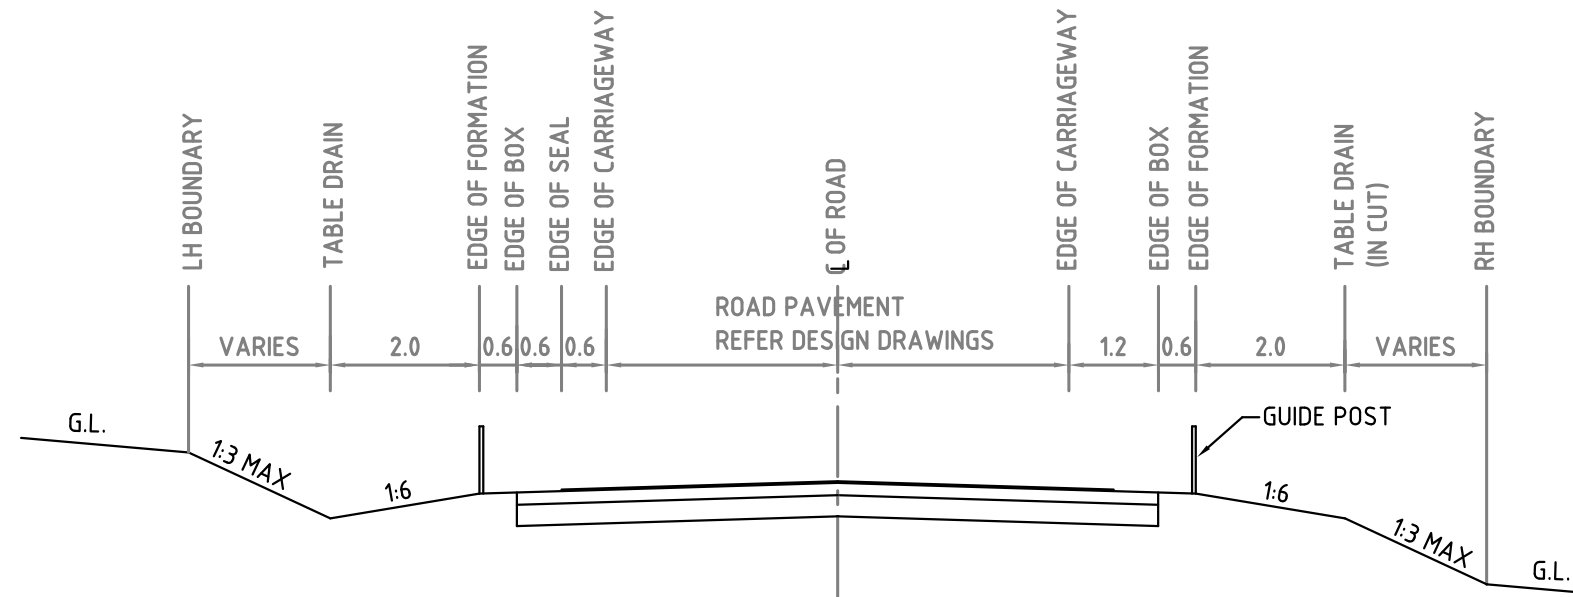 LH BOUNDARY
TABLE DRAIN
EDGE OF FORMATION
EDGE OF BOX
EDGE OF SEAL
EDGE OF CARRIAGEWAY
℄ OF ROAD
EDGE OF CARRIAGEWAY
EDGE OF BOX
EDGE OF FORMATION
TABLE DRAIN
(IN CUT)
RH BOUNDARY
ROAD PAVEMENT
REFER DESIGN DRAWINGS
VARIES
2.0
0.6
0.6
0.6
1.2
0.6
2.0
VARIES
G.L.
1:3 MAX
1:6
GUIDE POST
1:6
1:3 MAX
G.L.